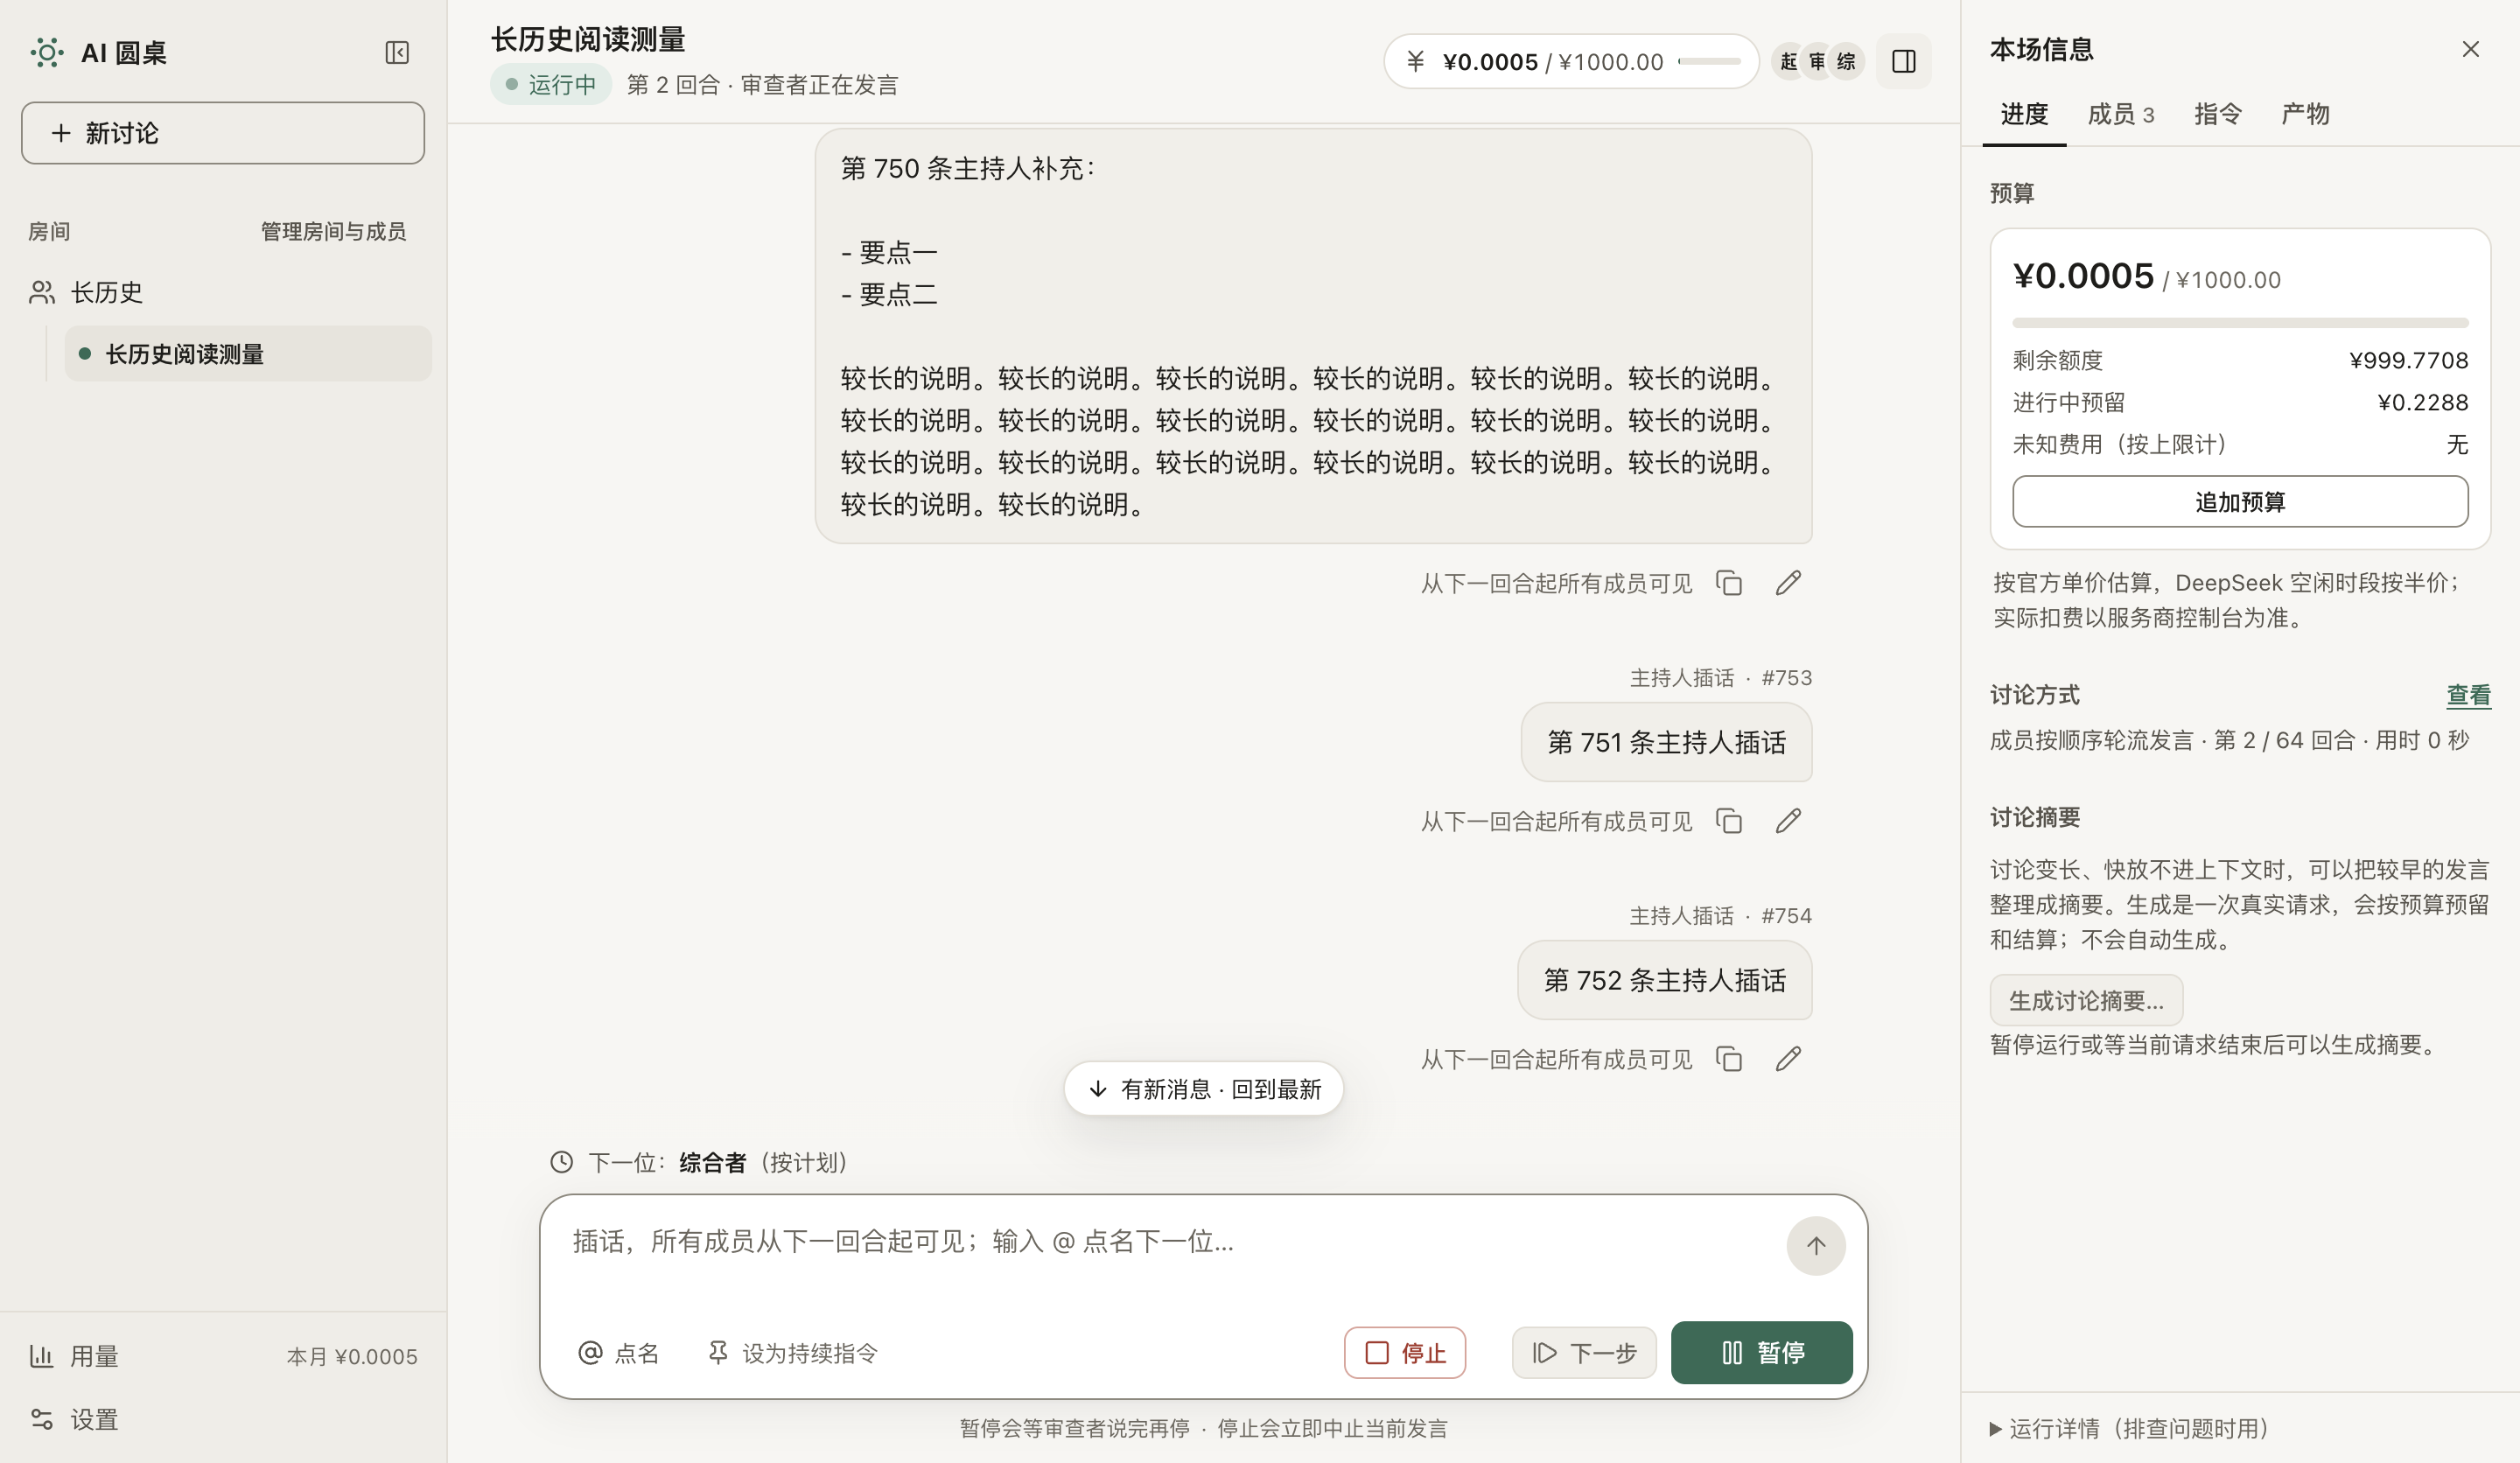 AI 圆桌
新讨论
房间
管理房间与成员
长历史
长历史阅读测量
用量
本月 ¥0.0005
设置
长历史阅读测量
运行中
第 2 回合 · 审查者正在发言
¥0.0005 / ¥1000.00
起 审 综
第 750 条主持人补充：
- 要点一
- 要点二
较长的说明。较长的说明。较长的说明。较长的说明。较长的说明。较长的说明。
较长的说明。较长的说明。较长的说明。较长的说明。较长的说明。较长的说明。
较长的说明。较长的说明。较长的说明。较长的说明。较长的说明。较长的说明。
较长的说明。较长的说明。
从下一回合起所有成员可见
主持人插话 · #753
第 751 条主持人插话
从下一回合起所有成员可见
主持人插话 · #754
第 752 条主持人插话
从下一回合起所有成员可见
有新消息 · 回到最新
下一位：综合者（按计划）
插话，所有成员从下一回合起可见；输入 @ 点名下一位...
点名
设为持续指令
停止
下一步
暂停
暂停会等审查者说完再停 · 停止会立即中止当前发言
本场信息
进度
成员 3
指令
产物
预算
¥0.0005 / ¥1000.00
剩余额度
¥999.7708
进行中预留
¥0.2288
未知费用（按上限计）
无
追加预算
按官方单价估算，DeepSeek 空闲时段按半价；
实际扣费以服务商控制台为准。
讨论方式
查看
成员按顺序轮流发言 · 第 2 / 64 回合 · 用时 0 秒
讨论摘要
讨论变长、快放不进上下文时，可以把较早的发言
整理成摘要。生成是一次真实请求，会按预算预留
和结算；不会自动生成。
生成讨论摘要...
暂停运行或等当前请求结束后可以生成摘要。
运行详情（排查问题时用）